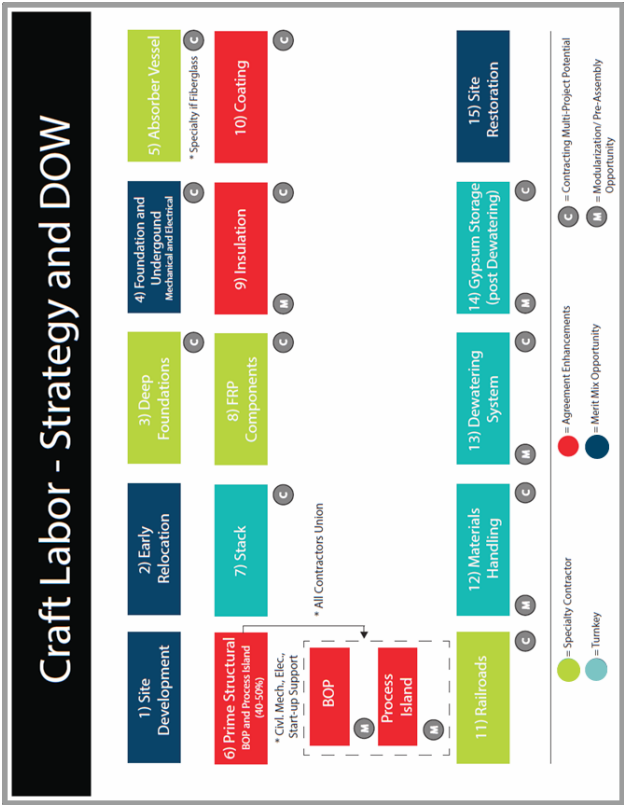 Craft Labor - Strategy and DOW
1) Site
Development
2) Early
Relocation
3) Deep
Foundations
C
4) Foundation and
Undergound
Mechanical and Electrical
C
5) Absorber Vessel
* Specialty if Fiberglass
C
6) Prime Structural
BOP and Process Island
(40-50%)
* Civl. Mech., Elec.,
Start-up Support
BOP
M
Process
Island
M
* All Contractors Union
7) Stack
C
8) FRP
Components
C
9) Insulation
M
C
10) Coating
C
11) Railroads
C
12) Materials
Handling
M
C
13) Dewatering
System
M
C
14) Gypsum Storage
(post Dewatering)
M
C
15) Site
Restoration
= Specialty Contractor
= Turnkey
= Agreement Enhancements
= Merit Mix Opportunity
C = Contracting Multi-Project Potential
M = Modularization/ Pre-Assembly
Opportunity